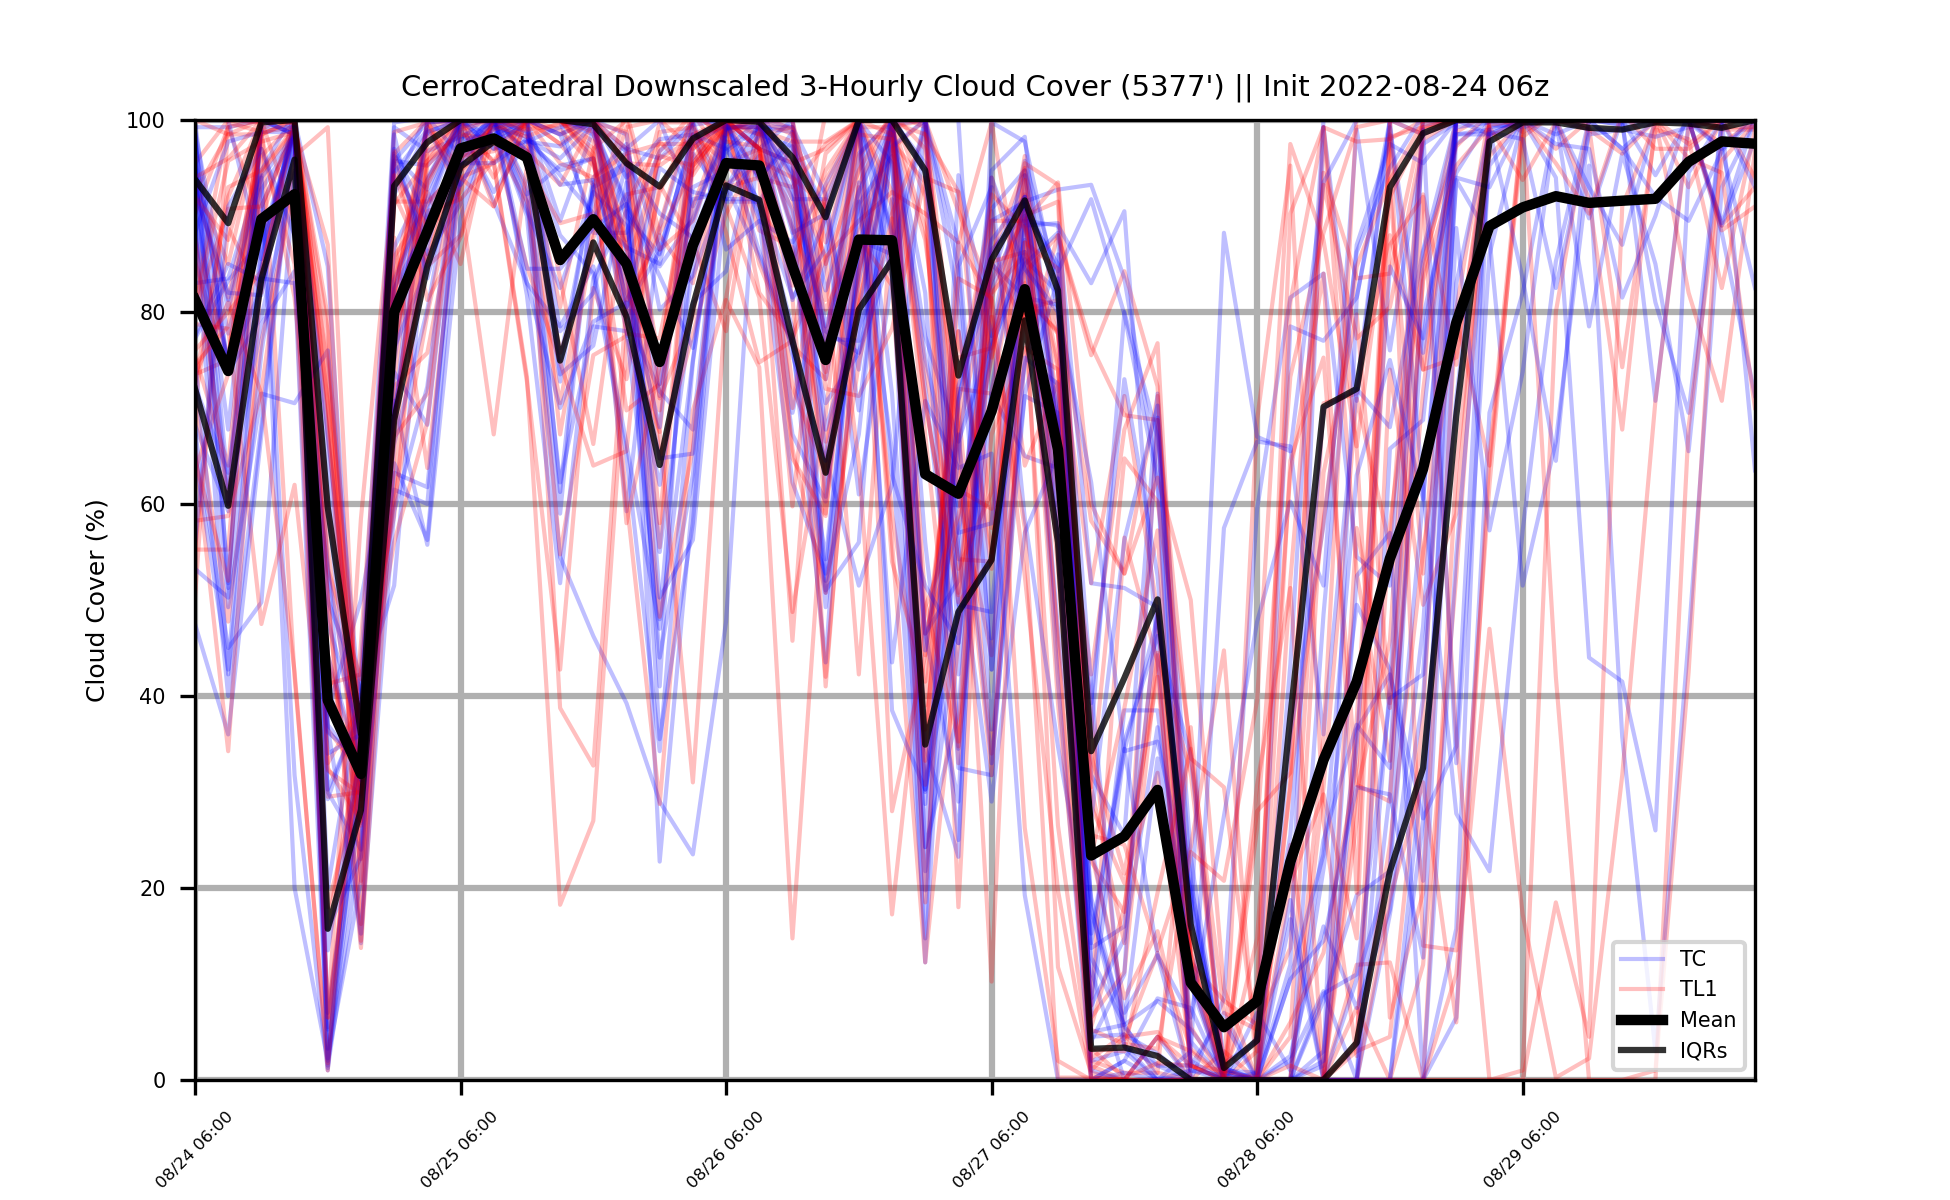 CerroCatedral Downscaled 3-Hourly Cloud Cover (5377') || Init 2022-08-24 06z
Cloud Cover (%)
100
80
60
40
20
0
TC
TL1
Mean
IQRs
08/24 06:00
08/25 06:00
08/26 06:00
08/27 06:00
08/28 06:00
08/29 06:00